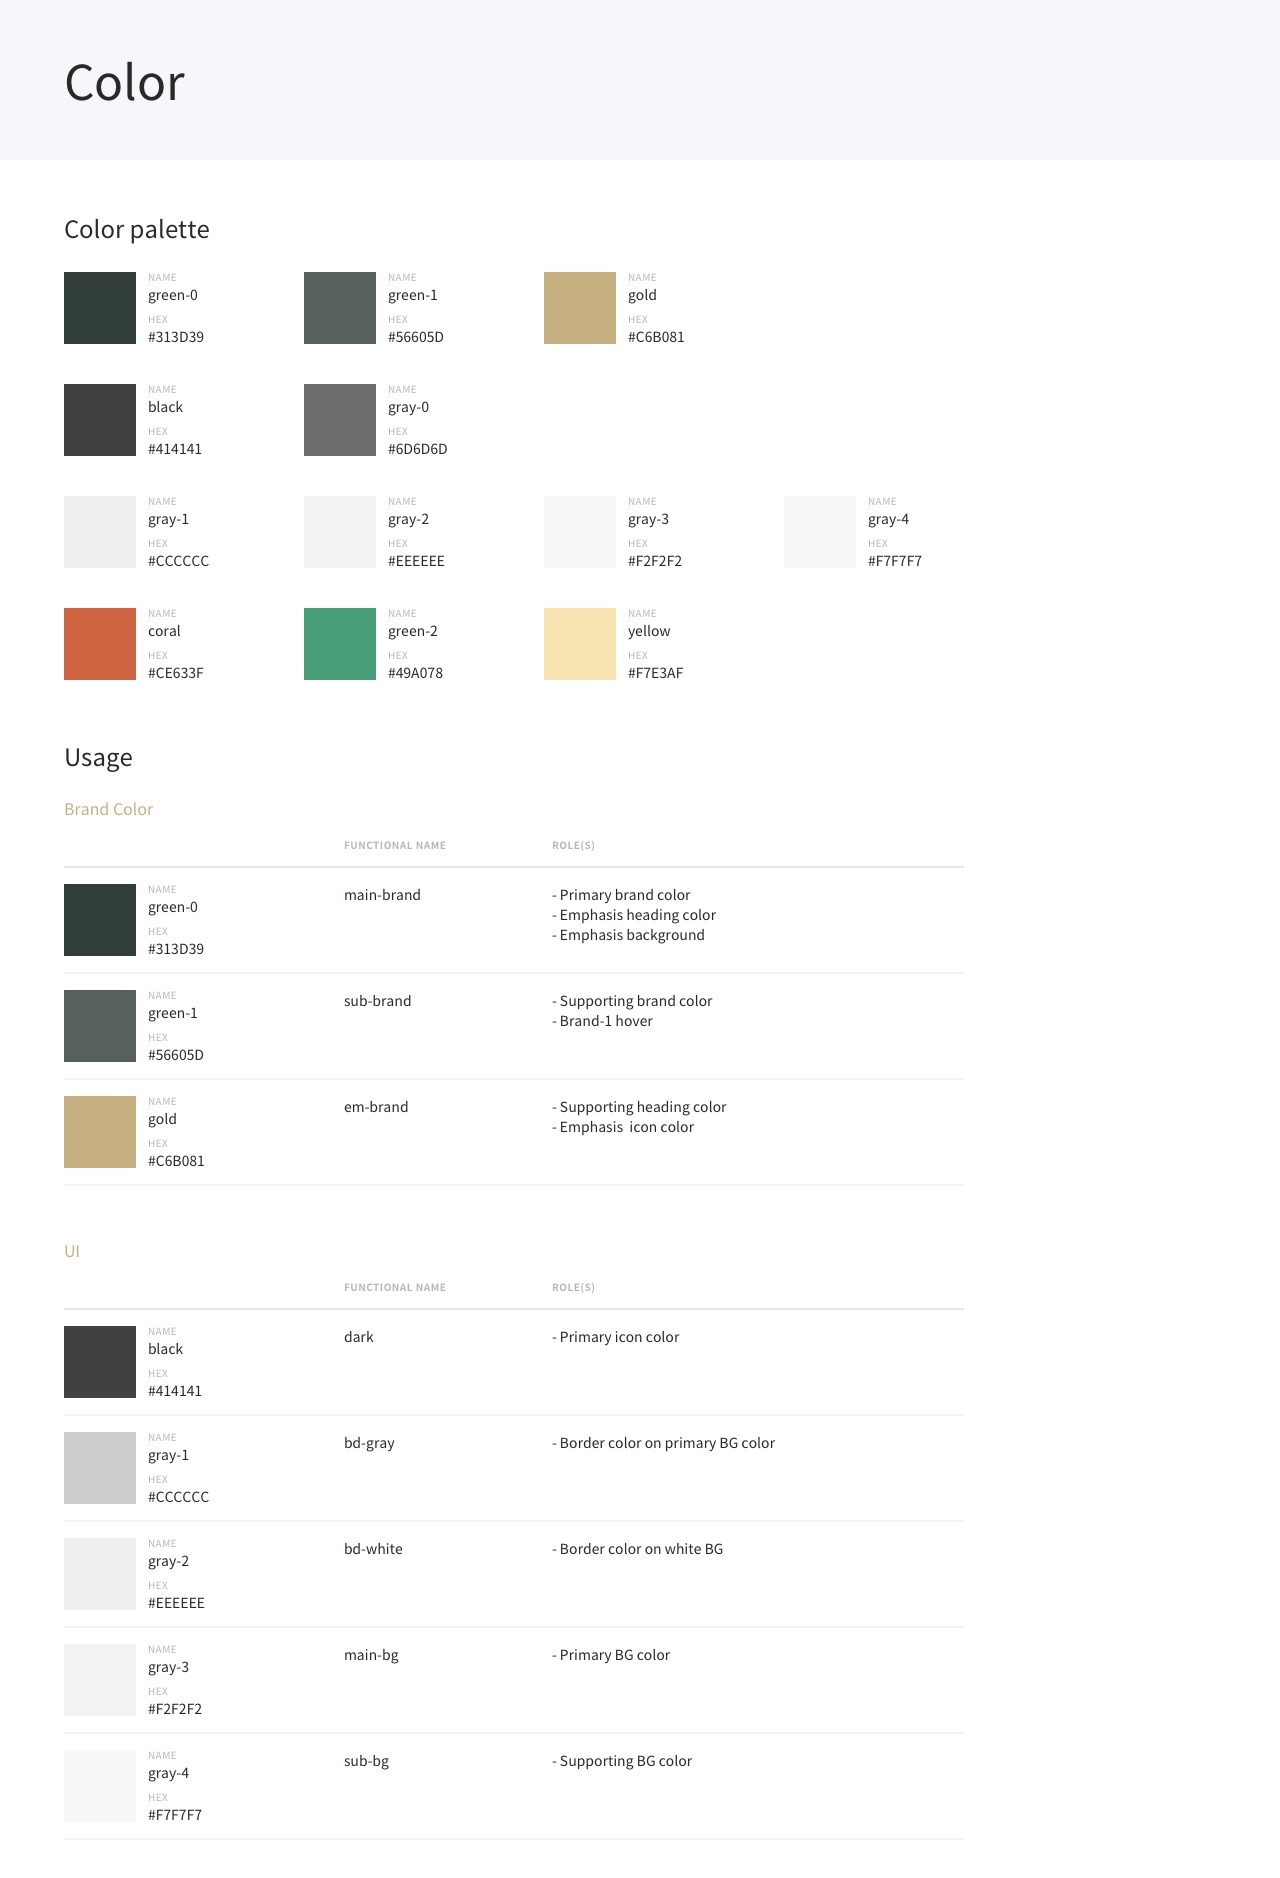 Color
Color palette
NAME
green-0
HEX
#313D39
NAME
green-1
HEX
#56605D
NAME
gold
HEX
#C6B081
NAME
black
HEX
#414141
NAME
gray-0
HEX
#6D6D6D
NAME
gray-1
HEX
#CCCCCC
NAME
gray-2
HEX
#EEEEEE
NAME
gray-3
HEX
#F2F2F2
NAME
gray-4
HEX
#F7F7F7
NAME
coral
HEX
#CE633F
NAME
green-2
HEX
#49A078
NAME
yellow
HEX
#F7E3AF
Usage
Brand Color
FUNCTIONAL NAME
ROLE(S)
NAME
green-0
HEX
#313D39
main-brand
- Primary brand color
- Emphasis heading color
- Emphasis background
NAME
green-1
HEX
#56605D
sub-brand
- Supporting brand color
- Brand-1 hover
NAME
gold
HEX
#C6B081
em-brand
- Supporting heading color
- Emphasis  icon color
UI
FUNCTIONAL NAME
ROLE(S)
NAME
black
HEX
#414141
dark
- Primary icon color
NAME
gray-1
HEX
#CCCCCC
bd-gray
- Border color on primary BG color
NAME
gray-2
HEX
#EEEEEE
bd-white
- Border color on white BG
NAME
gray-3
HEX
#F2F2F2
main-bg
- Primary BG color
NAME
gray-4
HEX
#F7F7F7
sub-bg
- Supporting BG color